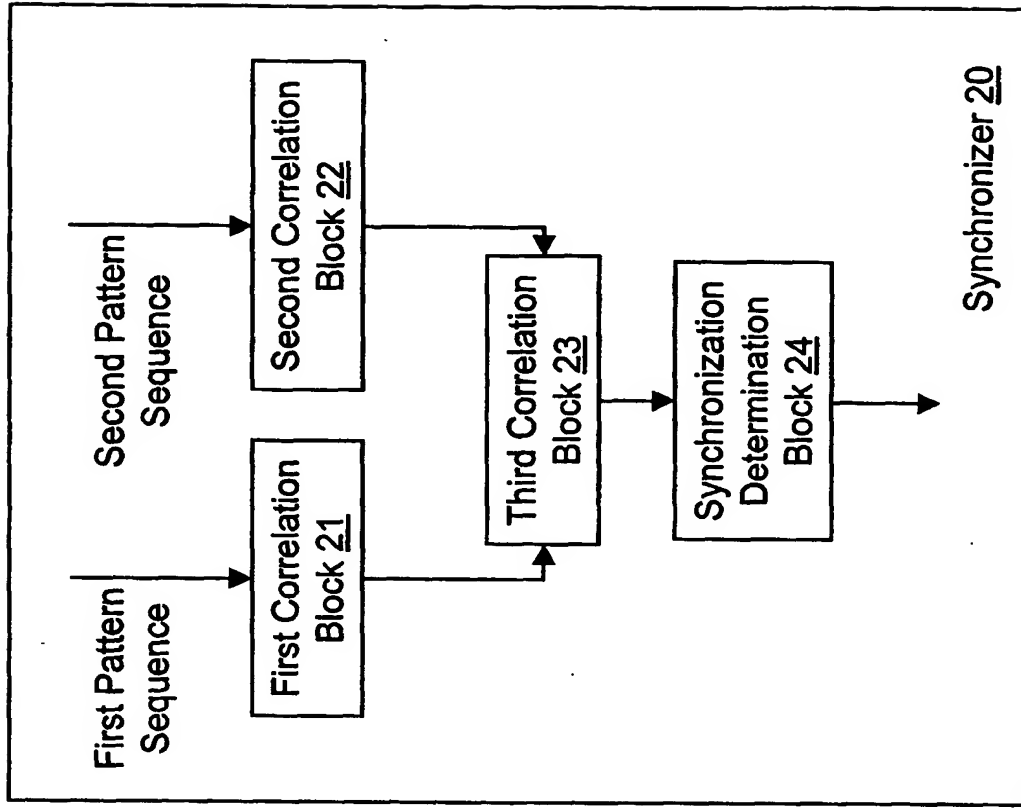 First Pattern
Sequence
Second Pattern
Sequence
First Correlation
Block 21
Second Correlation
Block 22
Third Correlation
Block 23
Synchronization
Determination
Block 24
Synchronizer 20